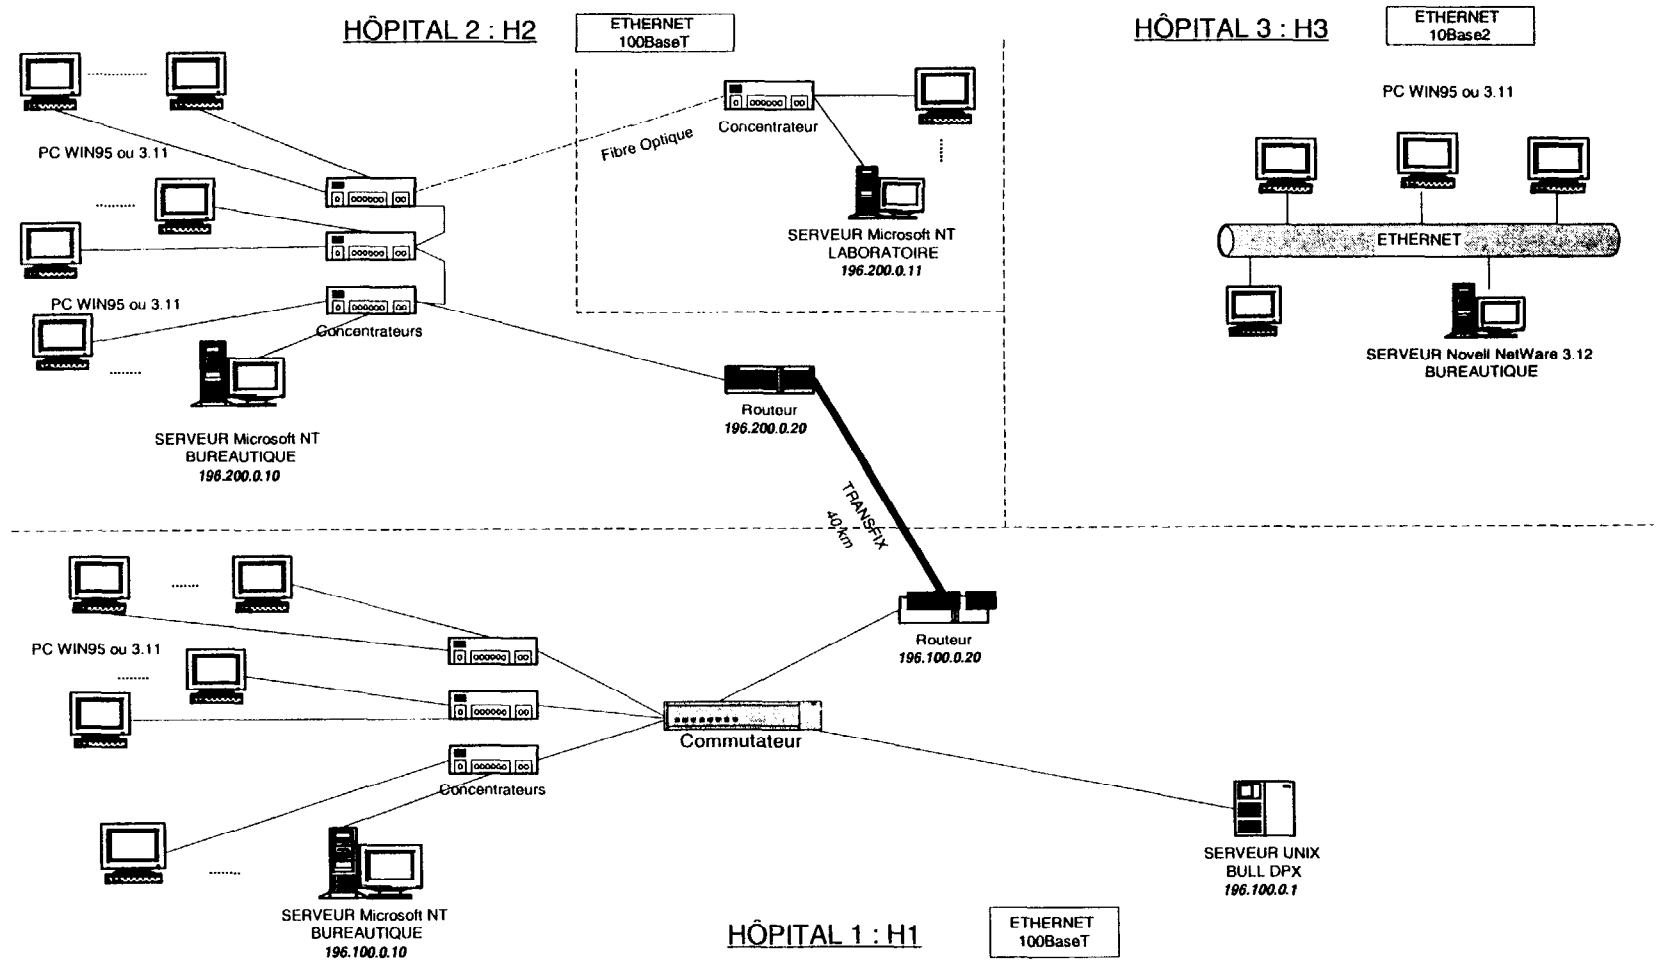 HÔPITAL 2 : H2
ETHERNET
100BaseT
HÔPITAL 3 : H3
ETHERNET
10Base2
PC WIN95 ou 3.11
PC WIN95 ou 3.11
PC WIN95 ou 3.11
Concentrateurs
SERVEUR Microsoft NT
BUREAUTIQUE
196.200.0.10
Fibre Optique
Concentrateur
SERVEUR Microsoft NT
LABORATOIRE
196.200.0.11
Routeur
196.200.0.20
ETHERNET
SERVEUR Novell NetWare 3.12
BUREAUTIQUE
TRANSFIX
40 km
Routeur
196.100.0.20
PC WIN95 ou 3.11
Concentrateurs
Commutateur
SERVEUR Microsoft NT
BUREAUTIQUE
196.100.0.10
SERVEUR UNIX
BULL DPX
196.100.0.1
HÔPITAL 1 : H1
ETHERNET
100BaseT